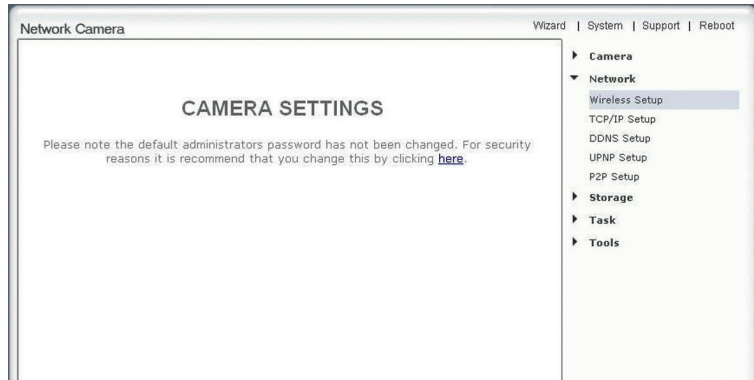 Network Camera
Wizard | System | Support | Reboot
CAMERA SETTINGS
Please note the default administrators password has not been changed. For security
reasons it is recommend that you change this by clicking here.
Camera
Network
Wireless Setup
TCP/IP Setup
DDNS Setup
UPNP Setup
P2P Setup
Storage
Task
Tools